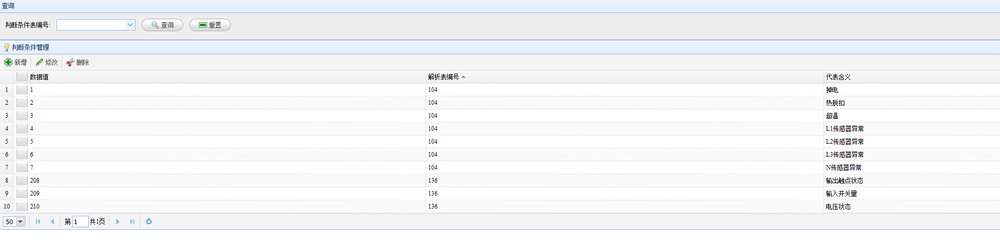 查询
判断条件表编号: 查询 重置
判断条件管理
新增 修改 删除
数据值 解析表编号 代表含义
1 1 104 掉电
2 2 104 热脱扣
3 3 104 超温
4 4 104 L1传感器异常
5 5 104 L2传感器异常
6 6 104 L3传感器异常
7 7 104 N传感器异常
8 208 136 输出触点状态
9 209 136 输入开关量
10 210 136 电压状态
50 第 1 共1页